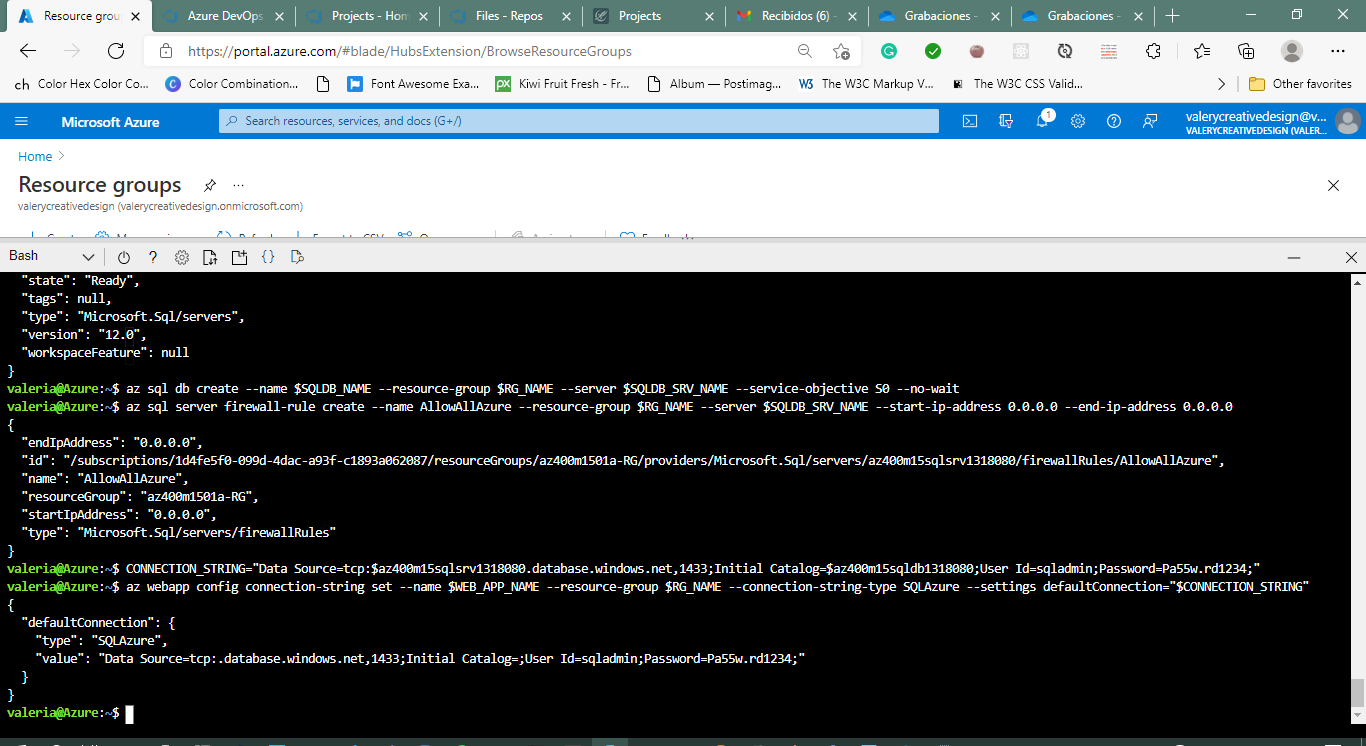 Resource grou
Azure DevOps
Projects - Hom
Files - Repos
Projects
Recibidos (6) -
Grabaciones -
Grabaciones -
https://portal.azure.com/#blade/HubsExtension/BrowseResourceGroups
ch Color Hex Color Co...
C Color Combination...
Font Awesome Exa...
px Kiwi Fruit Fresh - Fr...
Album — Postimag...
W3 The W3C Markup V...
The W3C CSS Valid...
Other favorites
Microsoft Azure
Search resources, services, and docs (G+/)
1
valerycreativedesign@v...
VALERYCREATIVEDESIGN (VALER...
Home >
Resource groups
...
valerycreativedesign (valerycreativedesign.onmicrosoft.com)
Bash
?
{}
"state": "Ready",
"tags": null,
"type": "Microsoft.Sql/servers",
"version": "12.0",
"workspaceFeature": null
}
valeria@Azure:~$ az sql db create --name $SQLDB_NAME --resource-group $RG_NAME --server $SQLDB_SRV_NAME --service-objective S0 --no-wait
valeria@Azure:~$ az sql server firewall-rule create --name AllowAllAzure --resource-group $RG_NAME --server $SQLDB_SRV_NAME --start-ip-address 0.0.0.0 --end-ip-address 0.0.0.0
{
"endIpAddress": "0.0.0.0",
"id": "/subscriptions/1d4fe5f0-099d-4dac-a93f-c1893a062087/resourceGroups/az400m1501a-RG/providers/Microsoft.Sql/servers/az400m15sqlsrv1318080/firewallRules/AllowAllAzure",
"name": "AllowAllAzure",
"resourceGroup": "az400m1501a-RG",
"startIpAddress": "0.0.0.0",
"type": "Microsoft.Sql/servers/firewallRules"
}
valeria@Azure:~$ CONNECTION_STRING="Data Source=tcp:$az400m15sqlsrv1318080.database.windows.net,1433;Initial Catalog=$az400m15sqldb1318080;User Id=sqladmin;Password=Pa55w.rd1234;"
valeria@Azure:~$ az webapp config connection-string set --name $WEB_APP_NAME --resource-group $RG_NAME --connection-string-type SQLAzure --settings defaultConnection="$CONNECTION_STRING"
{
"defaultConnection": {
"type": "SQLAzure",
"value": "Data Source=tcp:.database.windows.net,1433;Initial Catalog=;User Id=sqladmin;Password=Pa55w.rd1234;"
}
}
valeria@Azure:~$